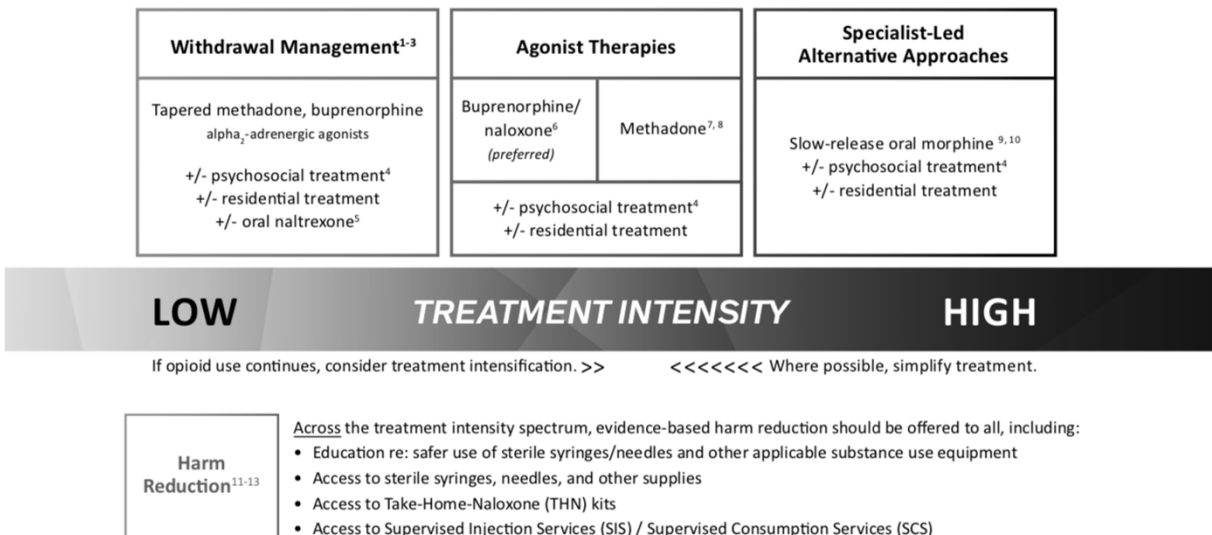 Withdrawal Management1-3
Tapered methadone, buprenorphine
alpha2-adrenergic agonists
+/- psychosocial treatment4
+/- residential treatment
+/- oral naltrexone5
Agonist Therapies
Buprenorphine/
naloxone6
(preferred)
Methadone7, 8
+/- psychosocial treatment4
+/- residential treatment
Specialist-Led
Alternative Approaches
Slow-release oral morphine 9, 10
+/- psychosocial treatment4
+/- residential treatment
LOW TREATMENT INTENSITY HIGH
If opioid use continues, consider treatment intensification. >> <<<<<<< Where possible, simplify treatment.
Harm
Reduction11-13
Across the treatment intensity spectrum, evidence-based harm reduction should be offered to all, including:
• Education re: safer use of sterile syringes/needles and other applicable substance use equipment
• Access to sterile syringes, needles, and other supplies
• Access to Take-Home-Naloxone (THN) kits
• Access to Supervised Injection Services (SIS) / Supervised Consumption Services (SCS)